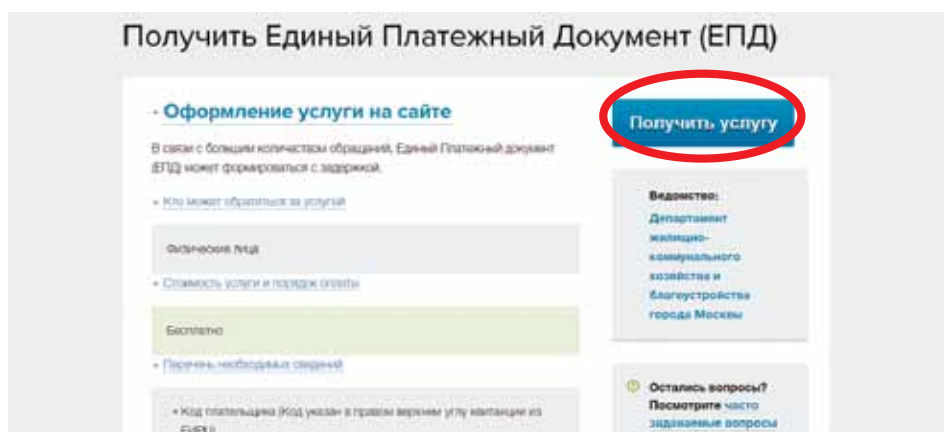 Получить Единый Платежный Документ (ЕПД)
Оформление услуги на сайте
В связи с большим количеством обращений, Единый Платежный документ
(ЕПД) может формироваться с задержкой.
Кто может обратиться за услугой
Физические лица
Стоимость услуги и порядок оплаты
Бесплатно
Перечень необходимых сведений
• Код плательщика (Код указан в правом верхнем углу квитанции из
Получить услугу
Ведомство:
Департамент
жилищно-
коммунального
хозяйства и
благоустройства
города Москвы
Остались вопросы?
Посмотрите часто
задаваемые вопросы